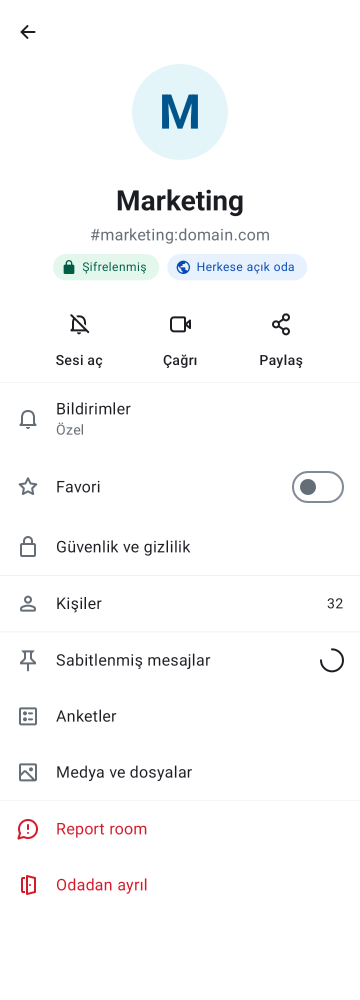 M
Marketing
#marketing:domain.com
Şifrelenmiş
Herkese açık oda
Sesi aç
Çağrı
Paylaş
Bildirimler
Özel
Favori
Güvenlik ve gizlilik
Kişiler
32
Sabitlenmiş mesajlar
Anketler
Medya ve dosyalar
Report room
Odadan ayrıl